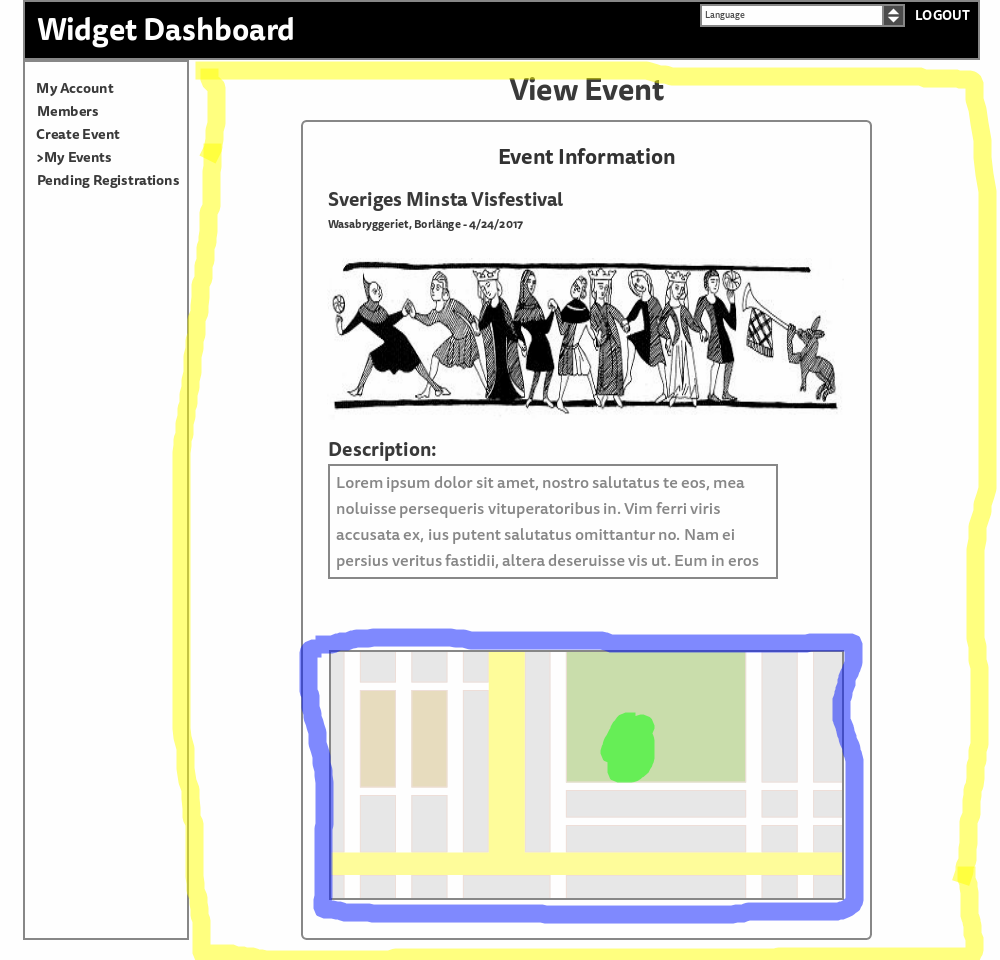 Widget Dashboard
Language
LOGOUT
My Account
Members
Create Event
>My Events
Pending Registrations
View Event
Event Information
Sveriges Minsta Visfestival
Wasabryggeriet, Borlänge - 4/24/2017
Description:
Lorem ipsum dolor sit amet, nostro salutatus te eos, mea
noluisse persequeris vituperatoribus in. Vim ferri viris
accusata ex, ius putent salutatus omittantur no. Nam ei
persius veritus fastidii, altera deseruisse vis ut. Eum in eros